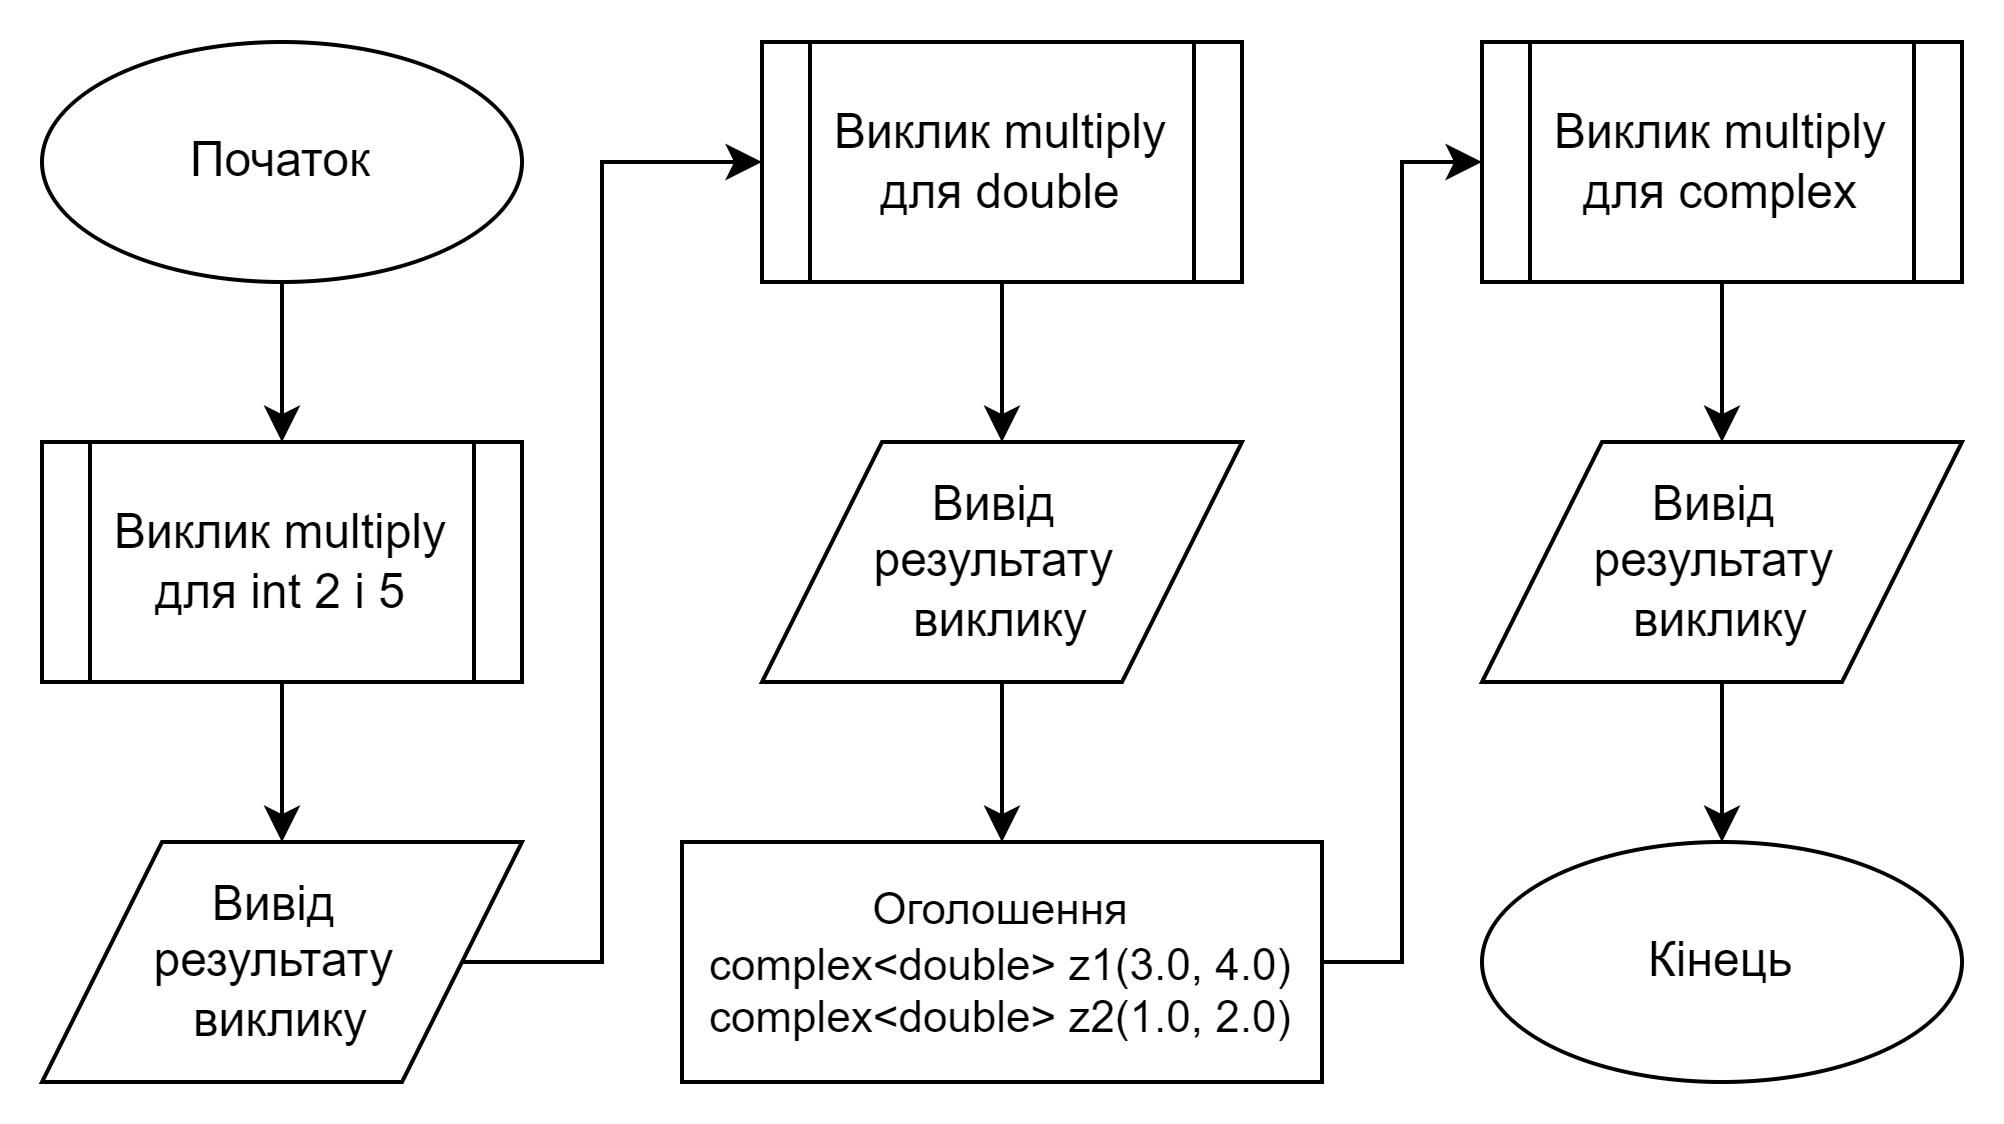 Початок
Виклик multiply
для int 2 і 5
Вивід
результату
виклику
Виклик multiply
для double
Вивід
результату
виклику
Оголошення
complex<double> z1(3.0, 4.0)
complex<double> z2(1.0, 2.0)
Виклик multiply
для complex
Вивід
результату
виклику
Кінець